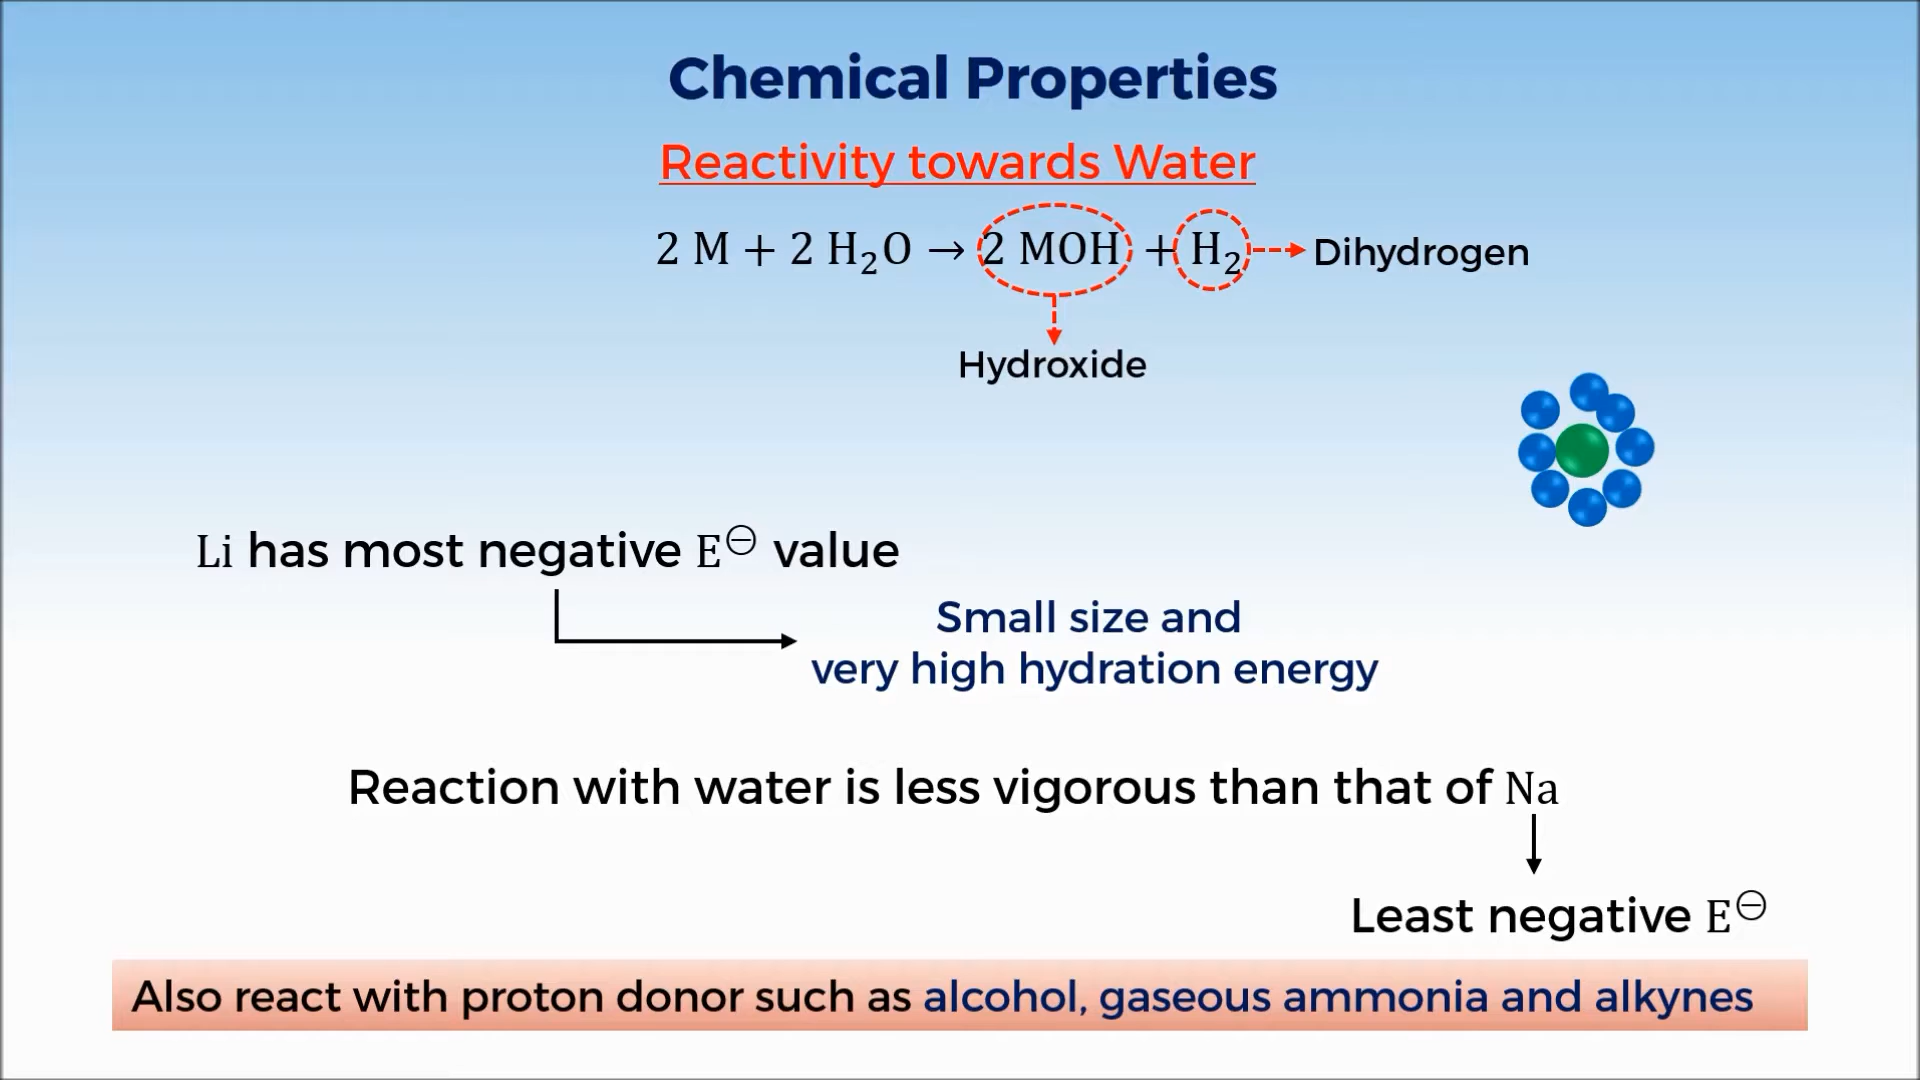 Chemical Properties
Reactivity towards Water
2 M + 2 H₂O → 2 MOH + H₂ Dihydrogen
Hydroxide
Li has most negative E⊖ value
Small size and
very high hydration energy
Reaction with water is less vigorous than that of Na
Least negative E⊖
Also react with proton donor such as alcohol, gaseous ammonia and alkynes